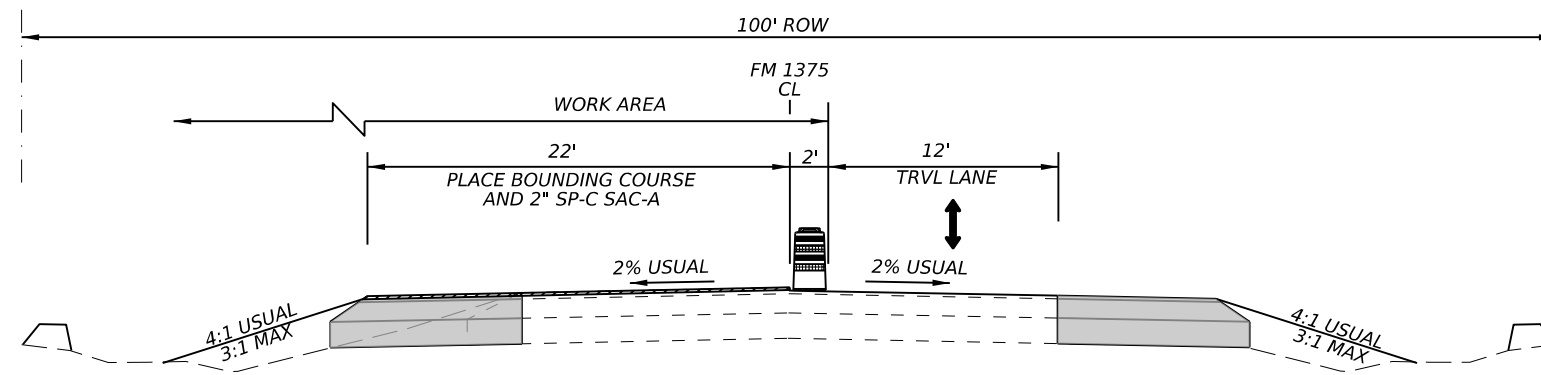 100' ROW
FM 1375
CL
WORK AREA
22'
2'
12'
PLACE BOUNDING COURSE
AND 2" SP-C SAC-A
TRVL LANE
2% USUAL
2% USUAL
4:1 USUAL
3:1 MAX
4:1 USUAL
3:1 MAX